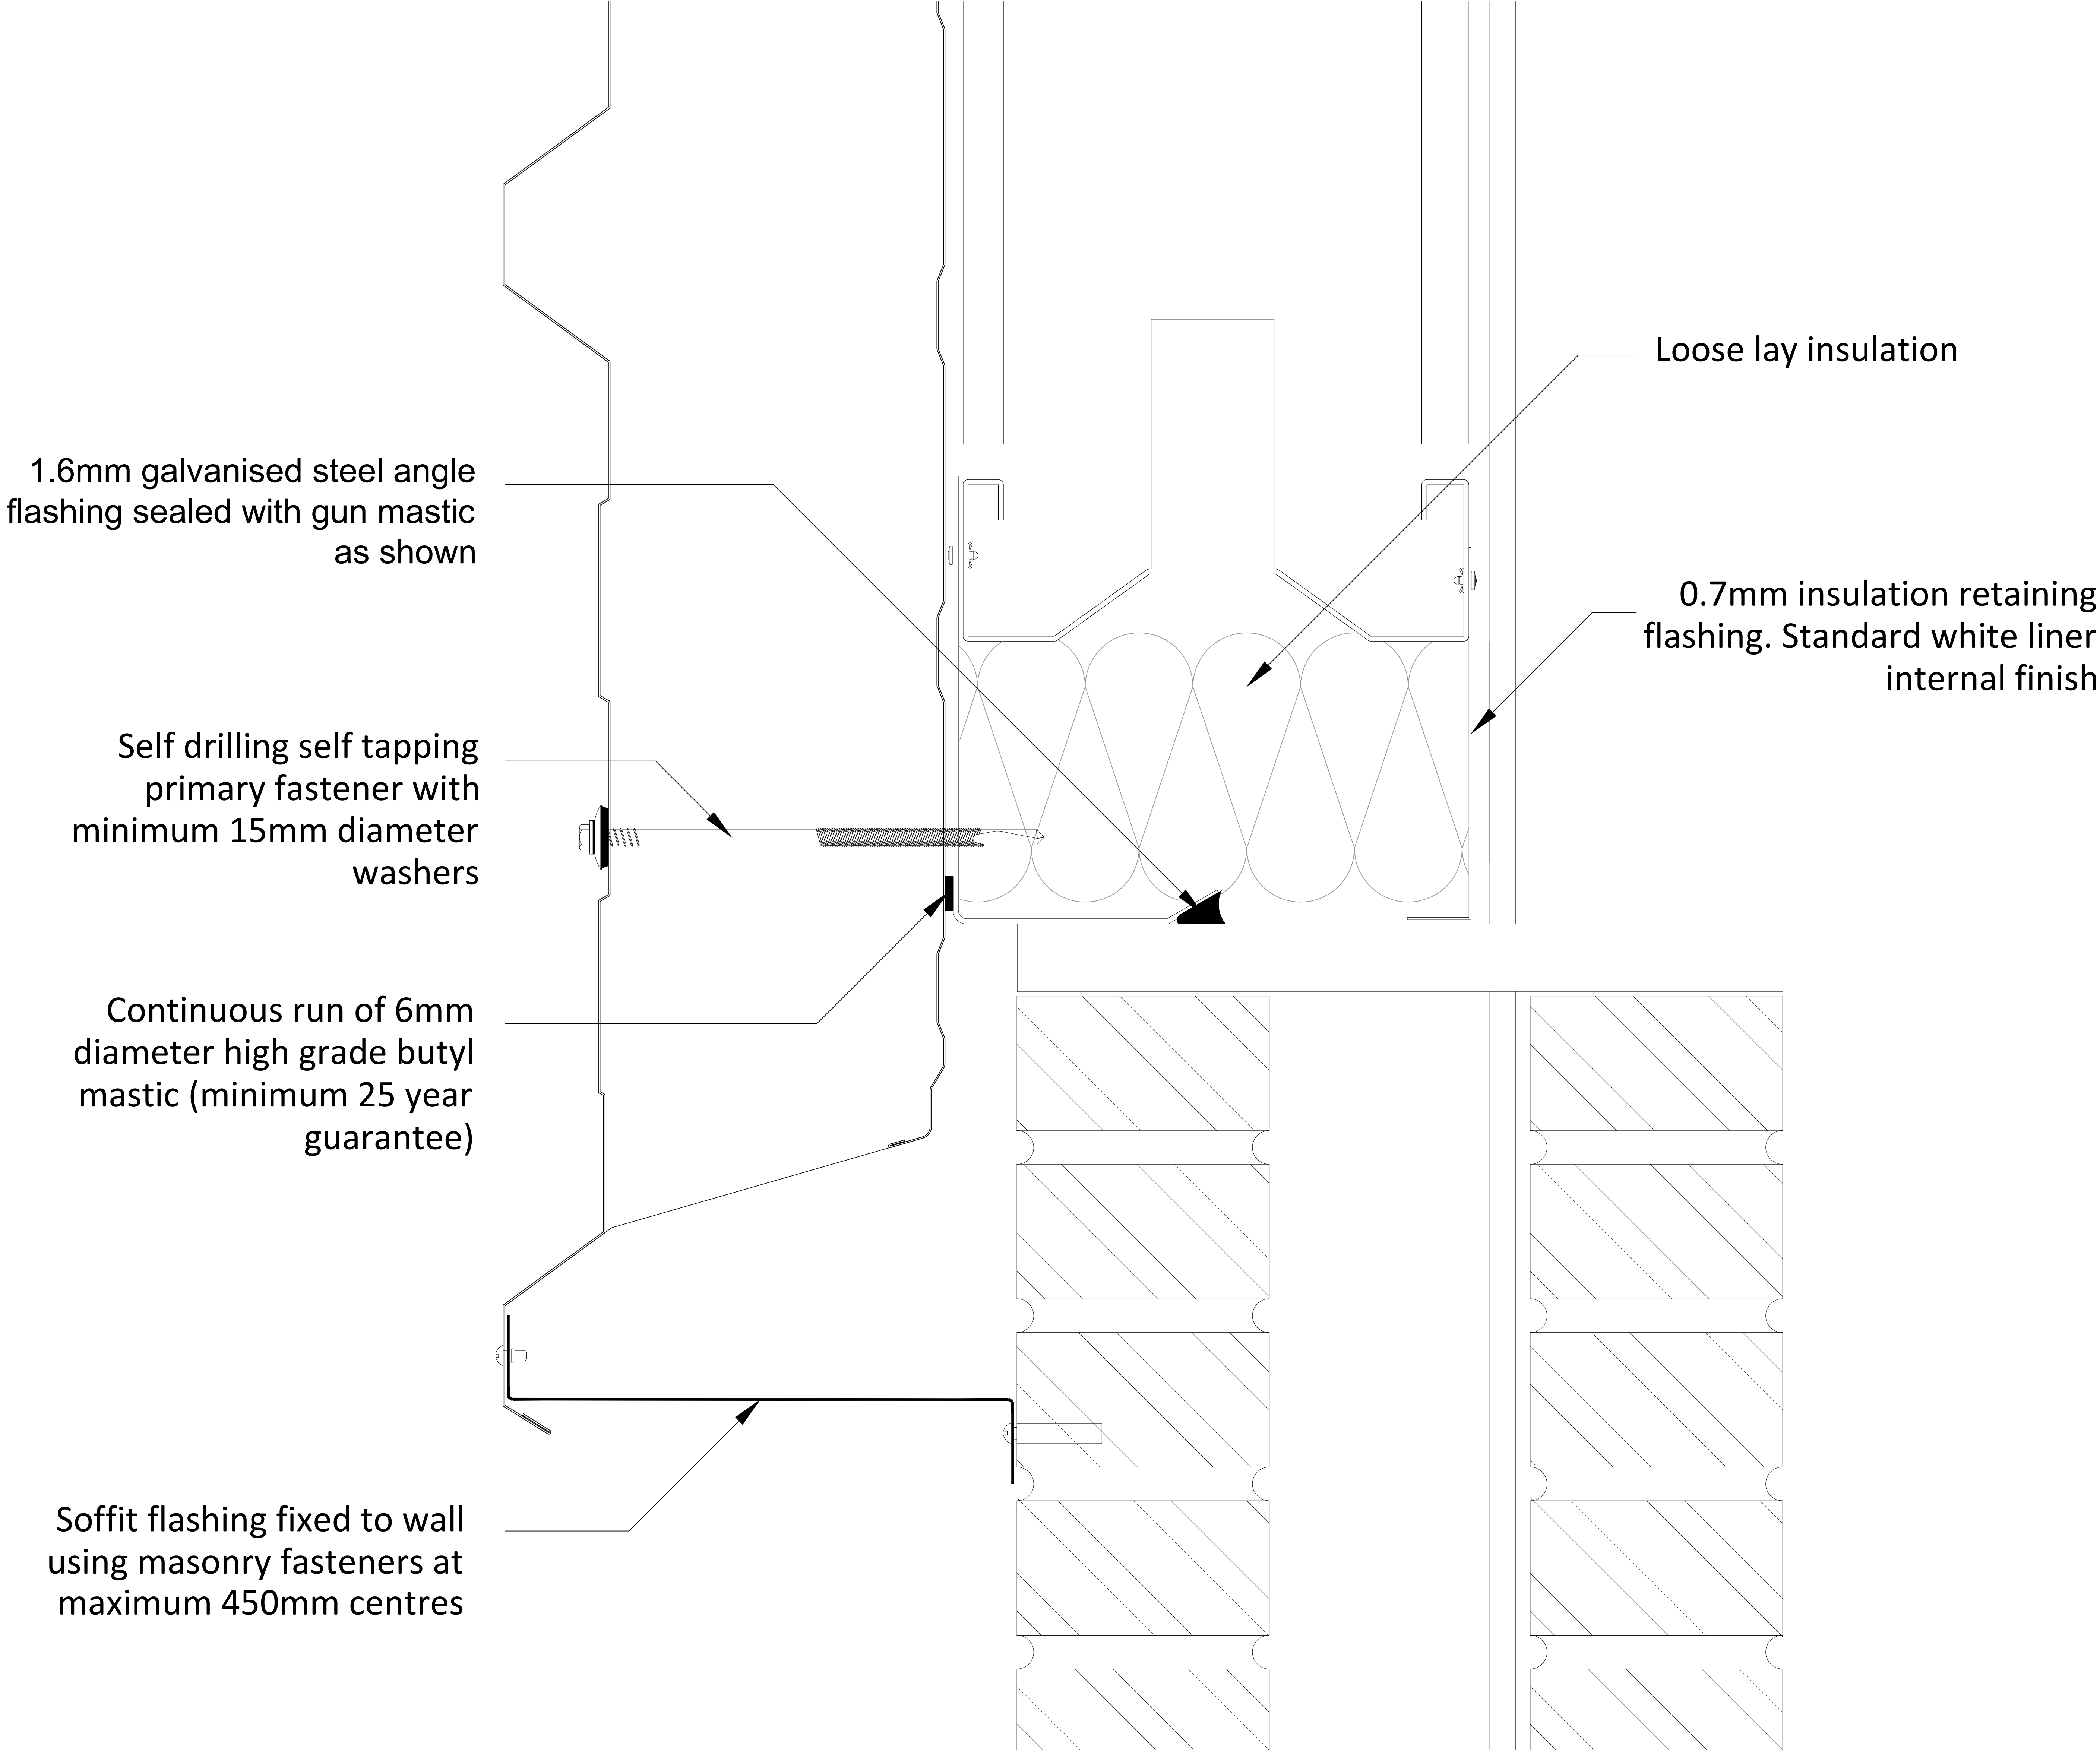 Loose lay insulation
1.6mm galvanised steel angle
flashing sealed with gun mastic
as shown
0.7mm insulation retaining
flashing. Standard white liner
internal finish
Self drilling self tapping
primary fastener with
minimum 15mm diameter
washers
Continuous run of 6mm
diameter high grade butyl
mastic (minimum 25 year
guarantee)
Soffit flashing fixed to wall
using masonry fasteners at
maximum 450mm centres